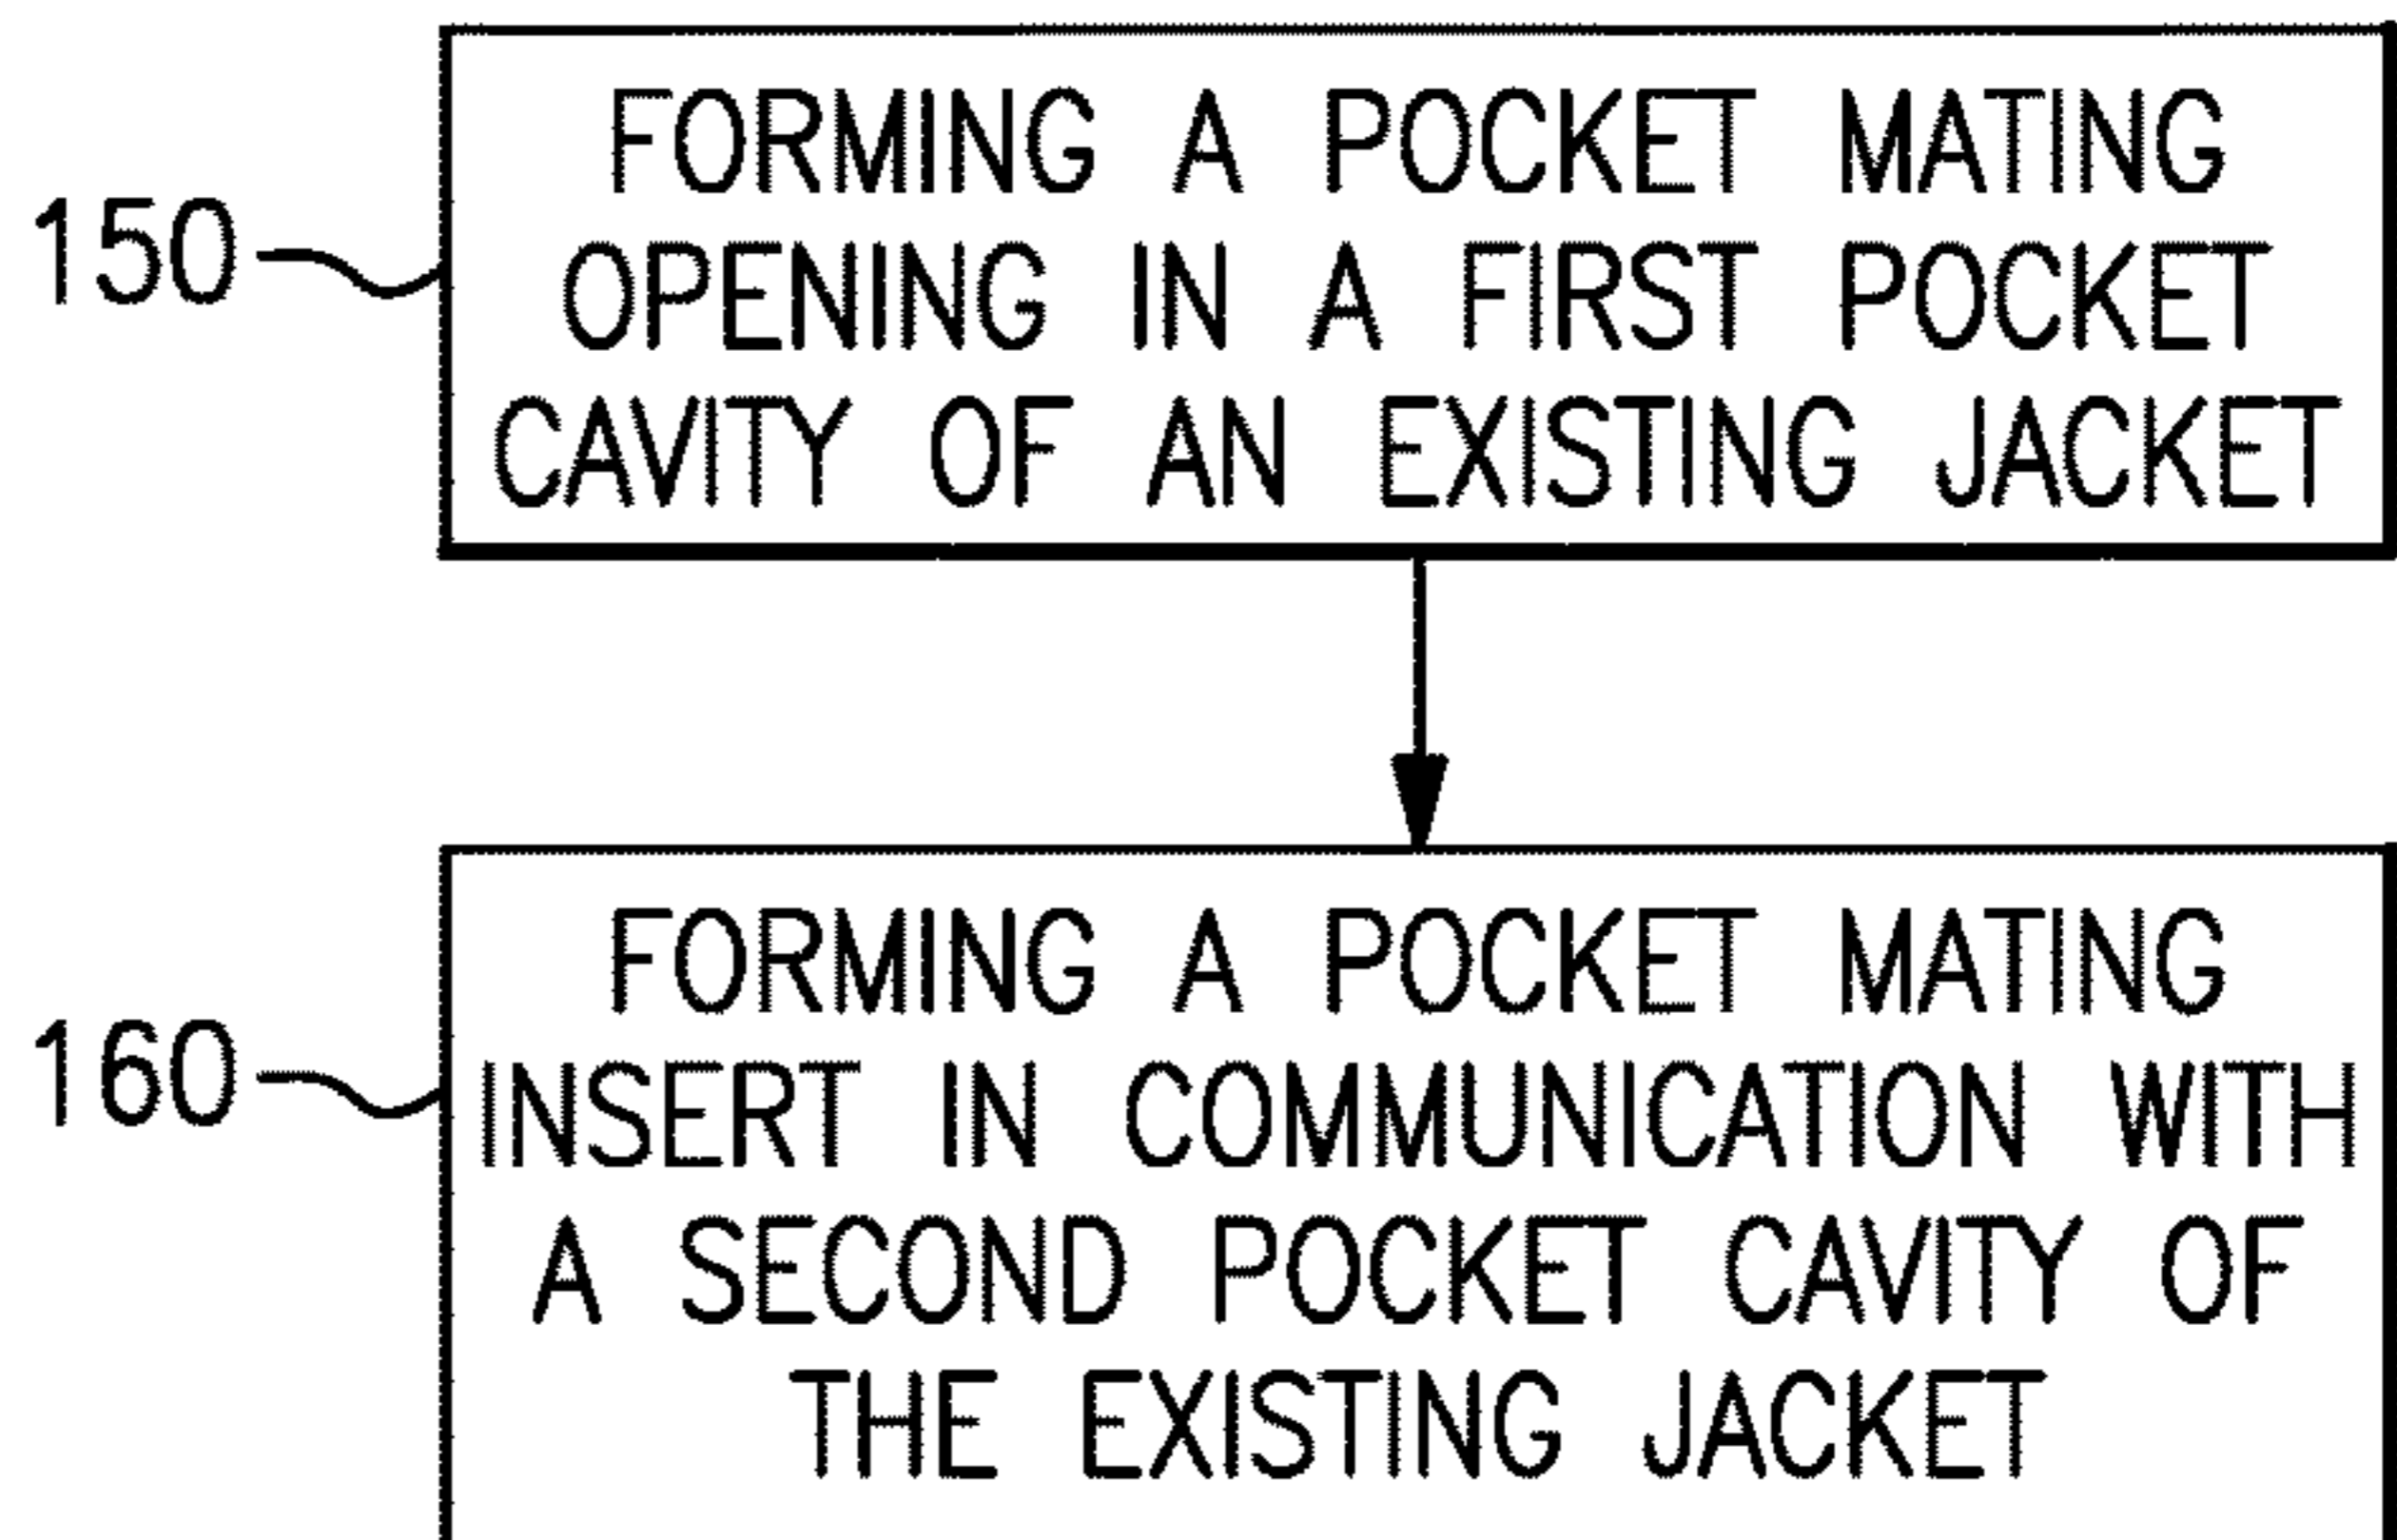 150
FORMING A POCKET MATING
OPENING IN A FIRST POCKET
CAVITY OF AN EXISTING JACKET
160
FORMING A POCKET MATING
INSERT IN COMMUNICATION WITH
A SECOND POCKET CAVITY OF
THE EXISTING JACKET